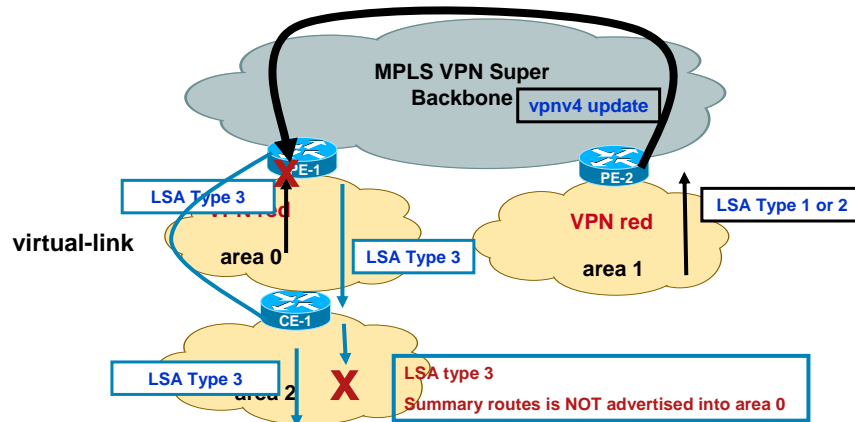 MPLS VPN Super
Backbone
vpnv4 update
PE-1
PE-2
LSA Type 3
VPN red
VPN red
LSA Type 1 or 2
virtual-link
area 0
LSA Type 3
area 1
CE-1
LSA Type 3
area 2
LSA type 3
Summary routes is NOT advertised into area 0